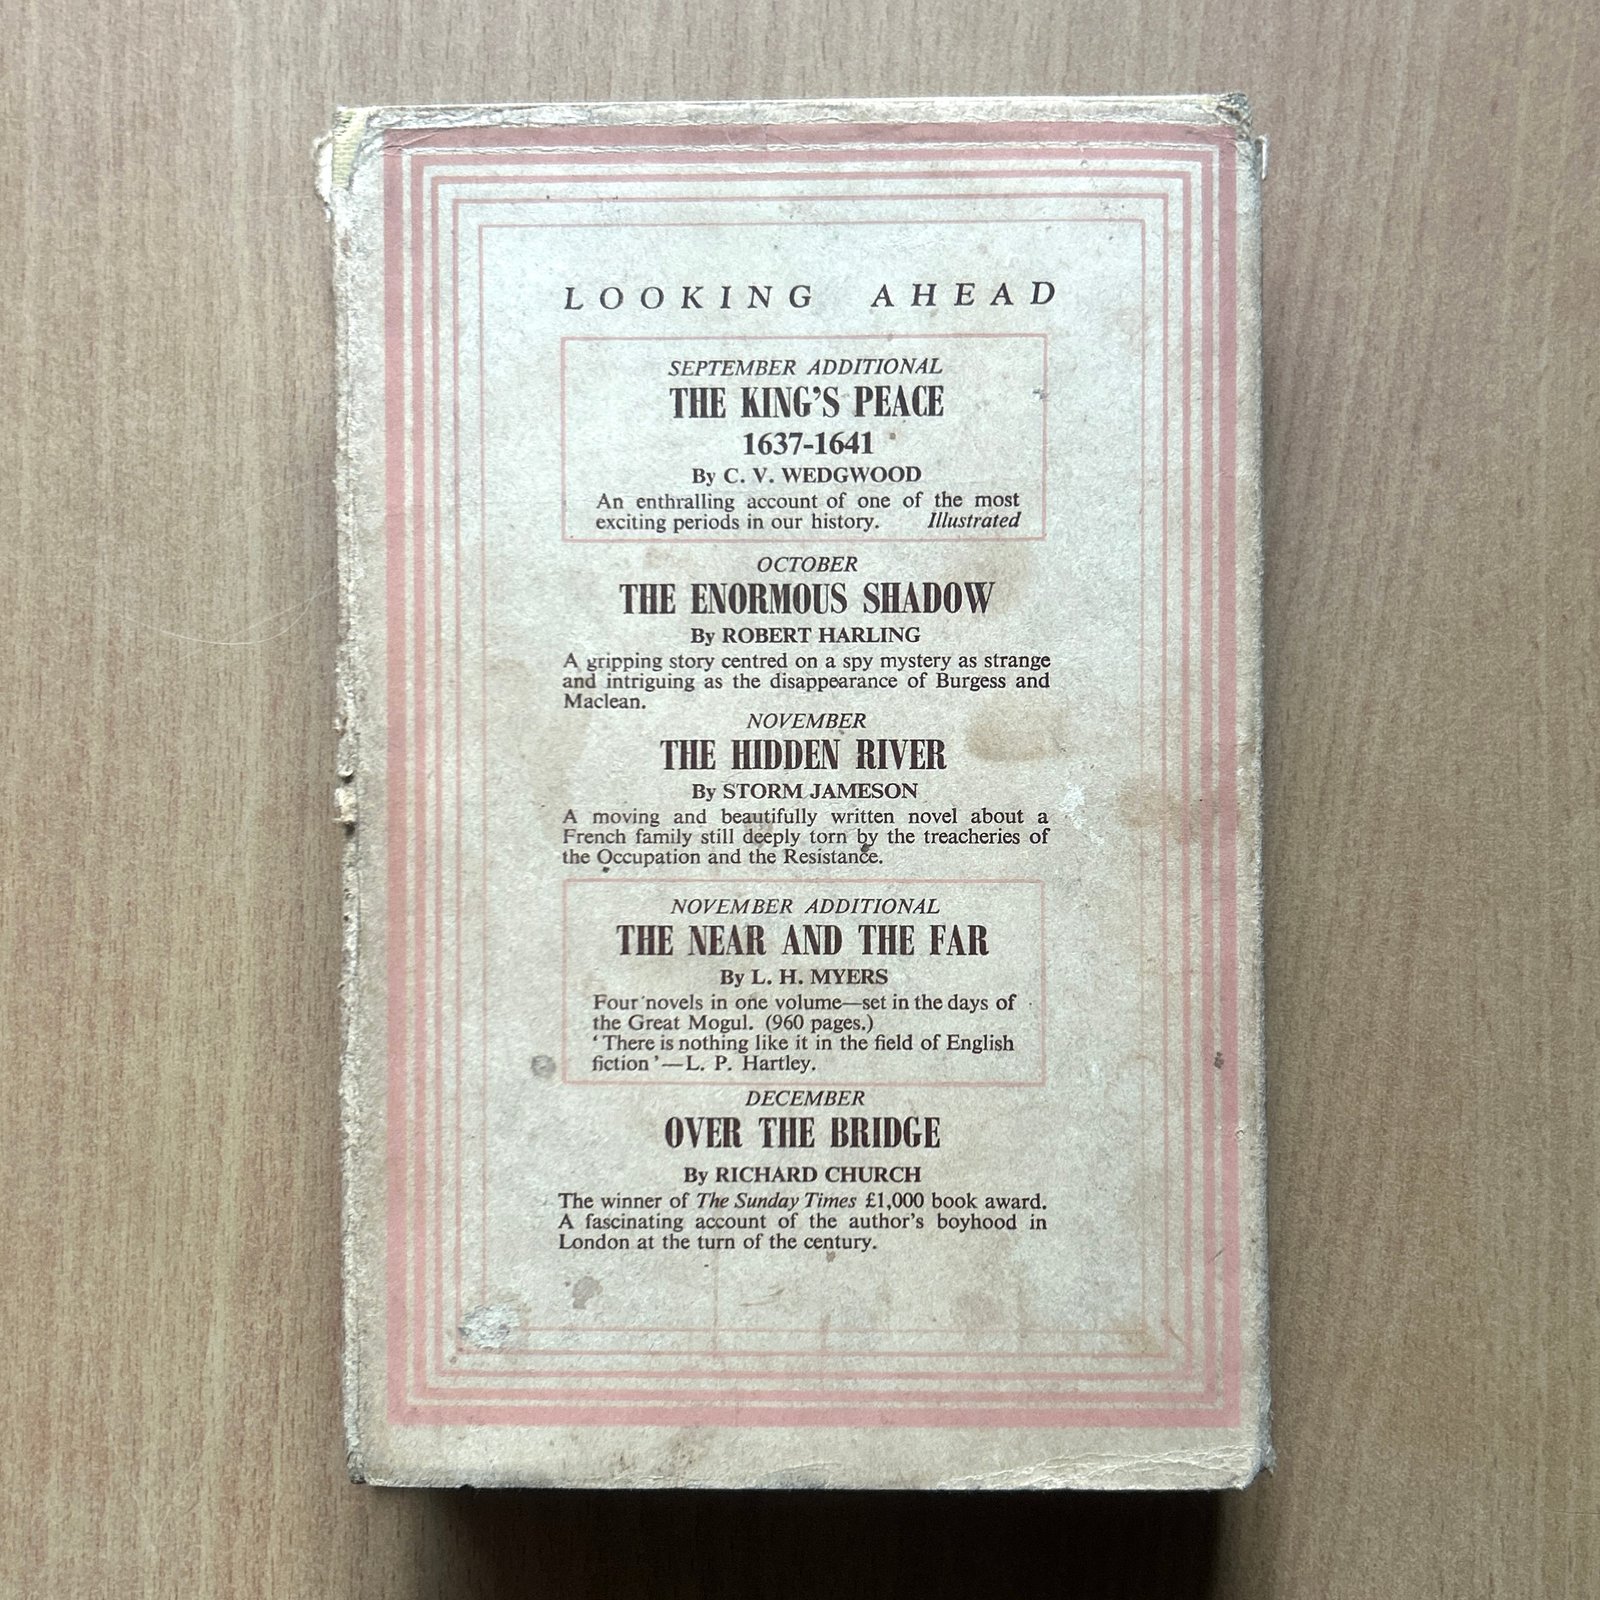 LOOKING AHEAD
SEPTEMBER ADDITIONAL
THE KING'S PEACE
1637-1641
By C. V. WEDGWOOD
An enthralling account of one of the most
exciting periods in our history. Illustrated
OCTOBER
THE ENORMOUS SHADOW
By ROBERT HARLING
A gripping story centred on a spy mystery as strange
and intriguing as the disappearance of Burgess and
Maclean.
NOVEMBER
THE HIDDEN RIVER
By STORM JAMESON
A moving and beautifully written novel about a
French family still deeply torn by the treacheries of
the Occupation and the Resistance.
NOVEMBER ADDITIONAL
THE NEAR AND THE FAR
By L. H. MYERS
Four novels in one volume—set in the days of
the Great Mogul. (960 pages.)
'There is nothing like it in the field of English
fiction'—L. P. Hartley.
DECEMBER
OVER THE BRIDGE
By RICHARD CHURCH
The winner of The Sunday Times £1,000 book award.
A fascinating account of the author's boyhood in
London at the turn of the century.